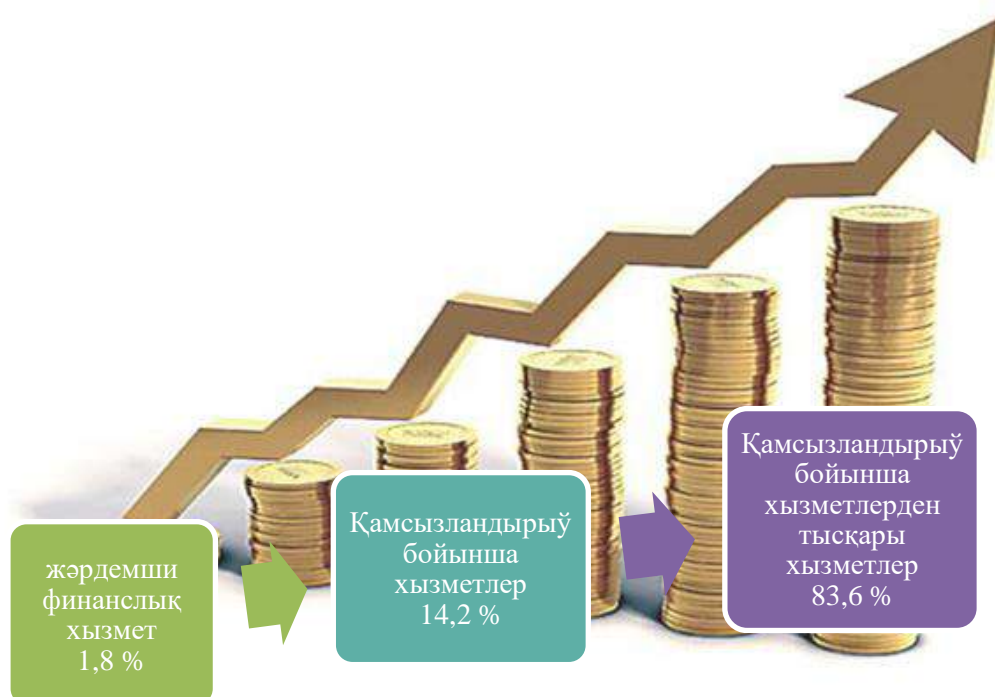 жәрдемши
финанслық
хызмет
1,8 %
Қамсызландырыў
бойынша
хызметлер
14,2 %
Қамсызландырыў
бойынша
хызметлерден
тысқары
хызметлер
83,6 %